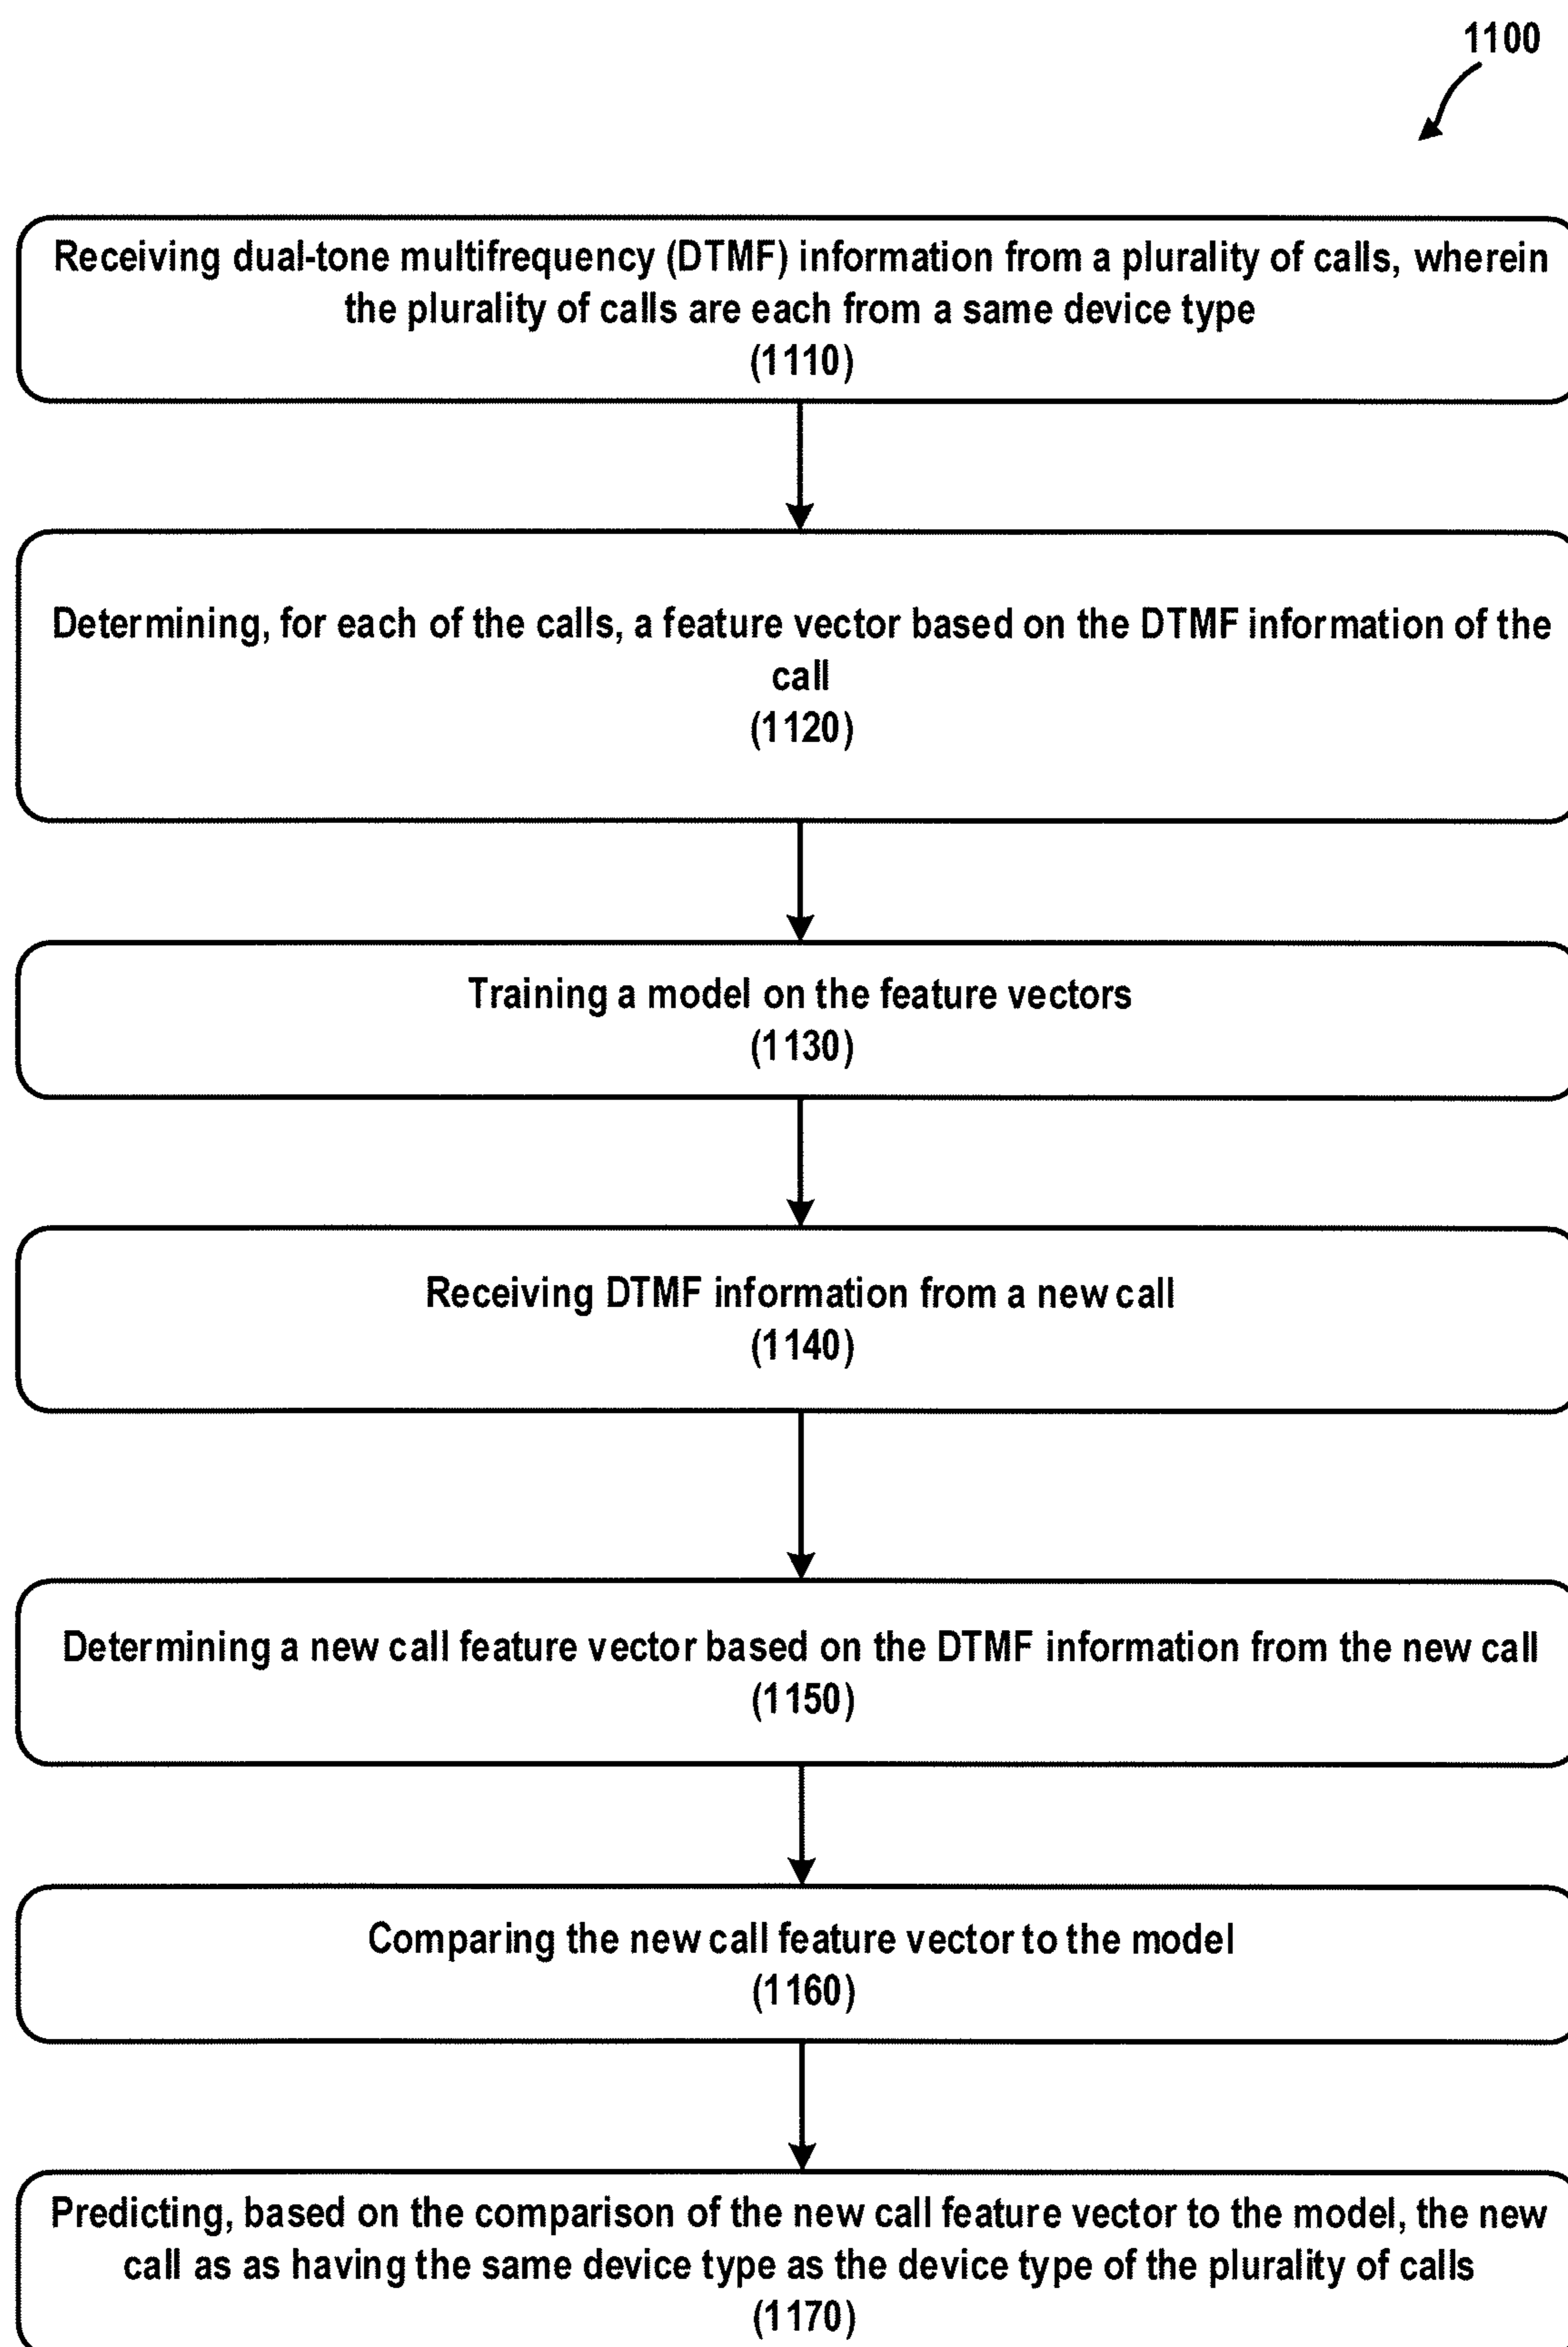 1100
Receiving dual-tone multifrequency (DTMF) information from a plurality of calls, wherein
the plurality of calls are each from a same device type
(1110)
Determining, for each of the calls, a feature vector based on the DTMF information of the
call
(1120)
Training a model on the feature vectors
(1130)
Receiving DTMF information from a new call
(1140)
Determining a new call feature vector based on the DTMF information from the new call
(1150)
Comparing the new call feature vector to the model
(1160)
Predicting, based on the comparison of the new call feature vector to the model, the new
call as as having the same device type as the device type of the plurality of calls
(1170)